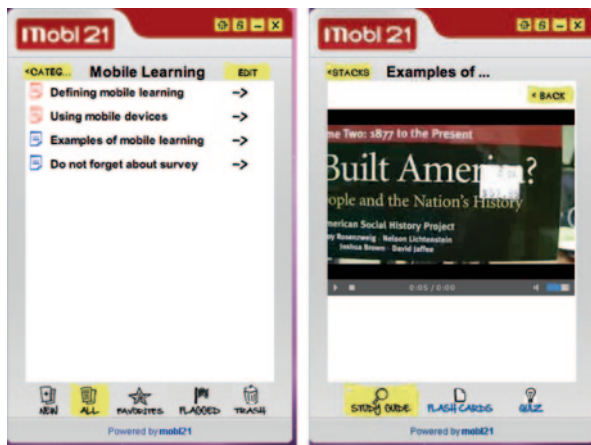 mobl 21
<CATEG... Mobile Learning EDIT
Defining mobile learning -->
Using mobile devices -->
Examples of mobile learning -->
Do not forget about survey -->
NEW ALL FAVORITES FLAGGED TRASH
Powered by mobl21
mobl 21
<STACKS Examples of ...
< BACK
me Two: 1877 to the Present
Built America?
ople and the Nation's History
merican Social History Project
oy Rosenzweig Nelson Lichtenstein
Joshua Brown David Jaffee
0:05 / 0:00
STUDY GUIDE FLASH CARDS QUIZ
Powered by mobl21